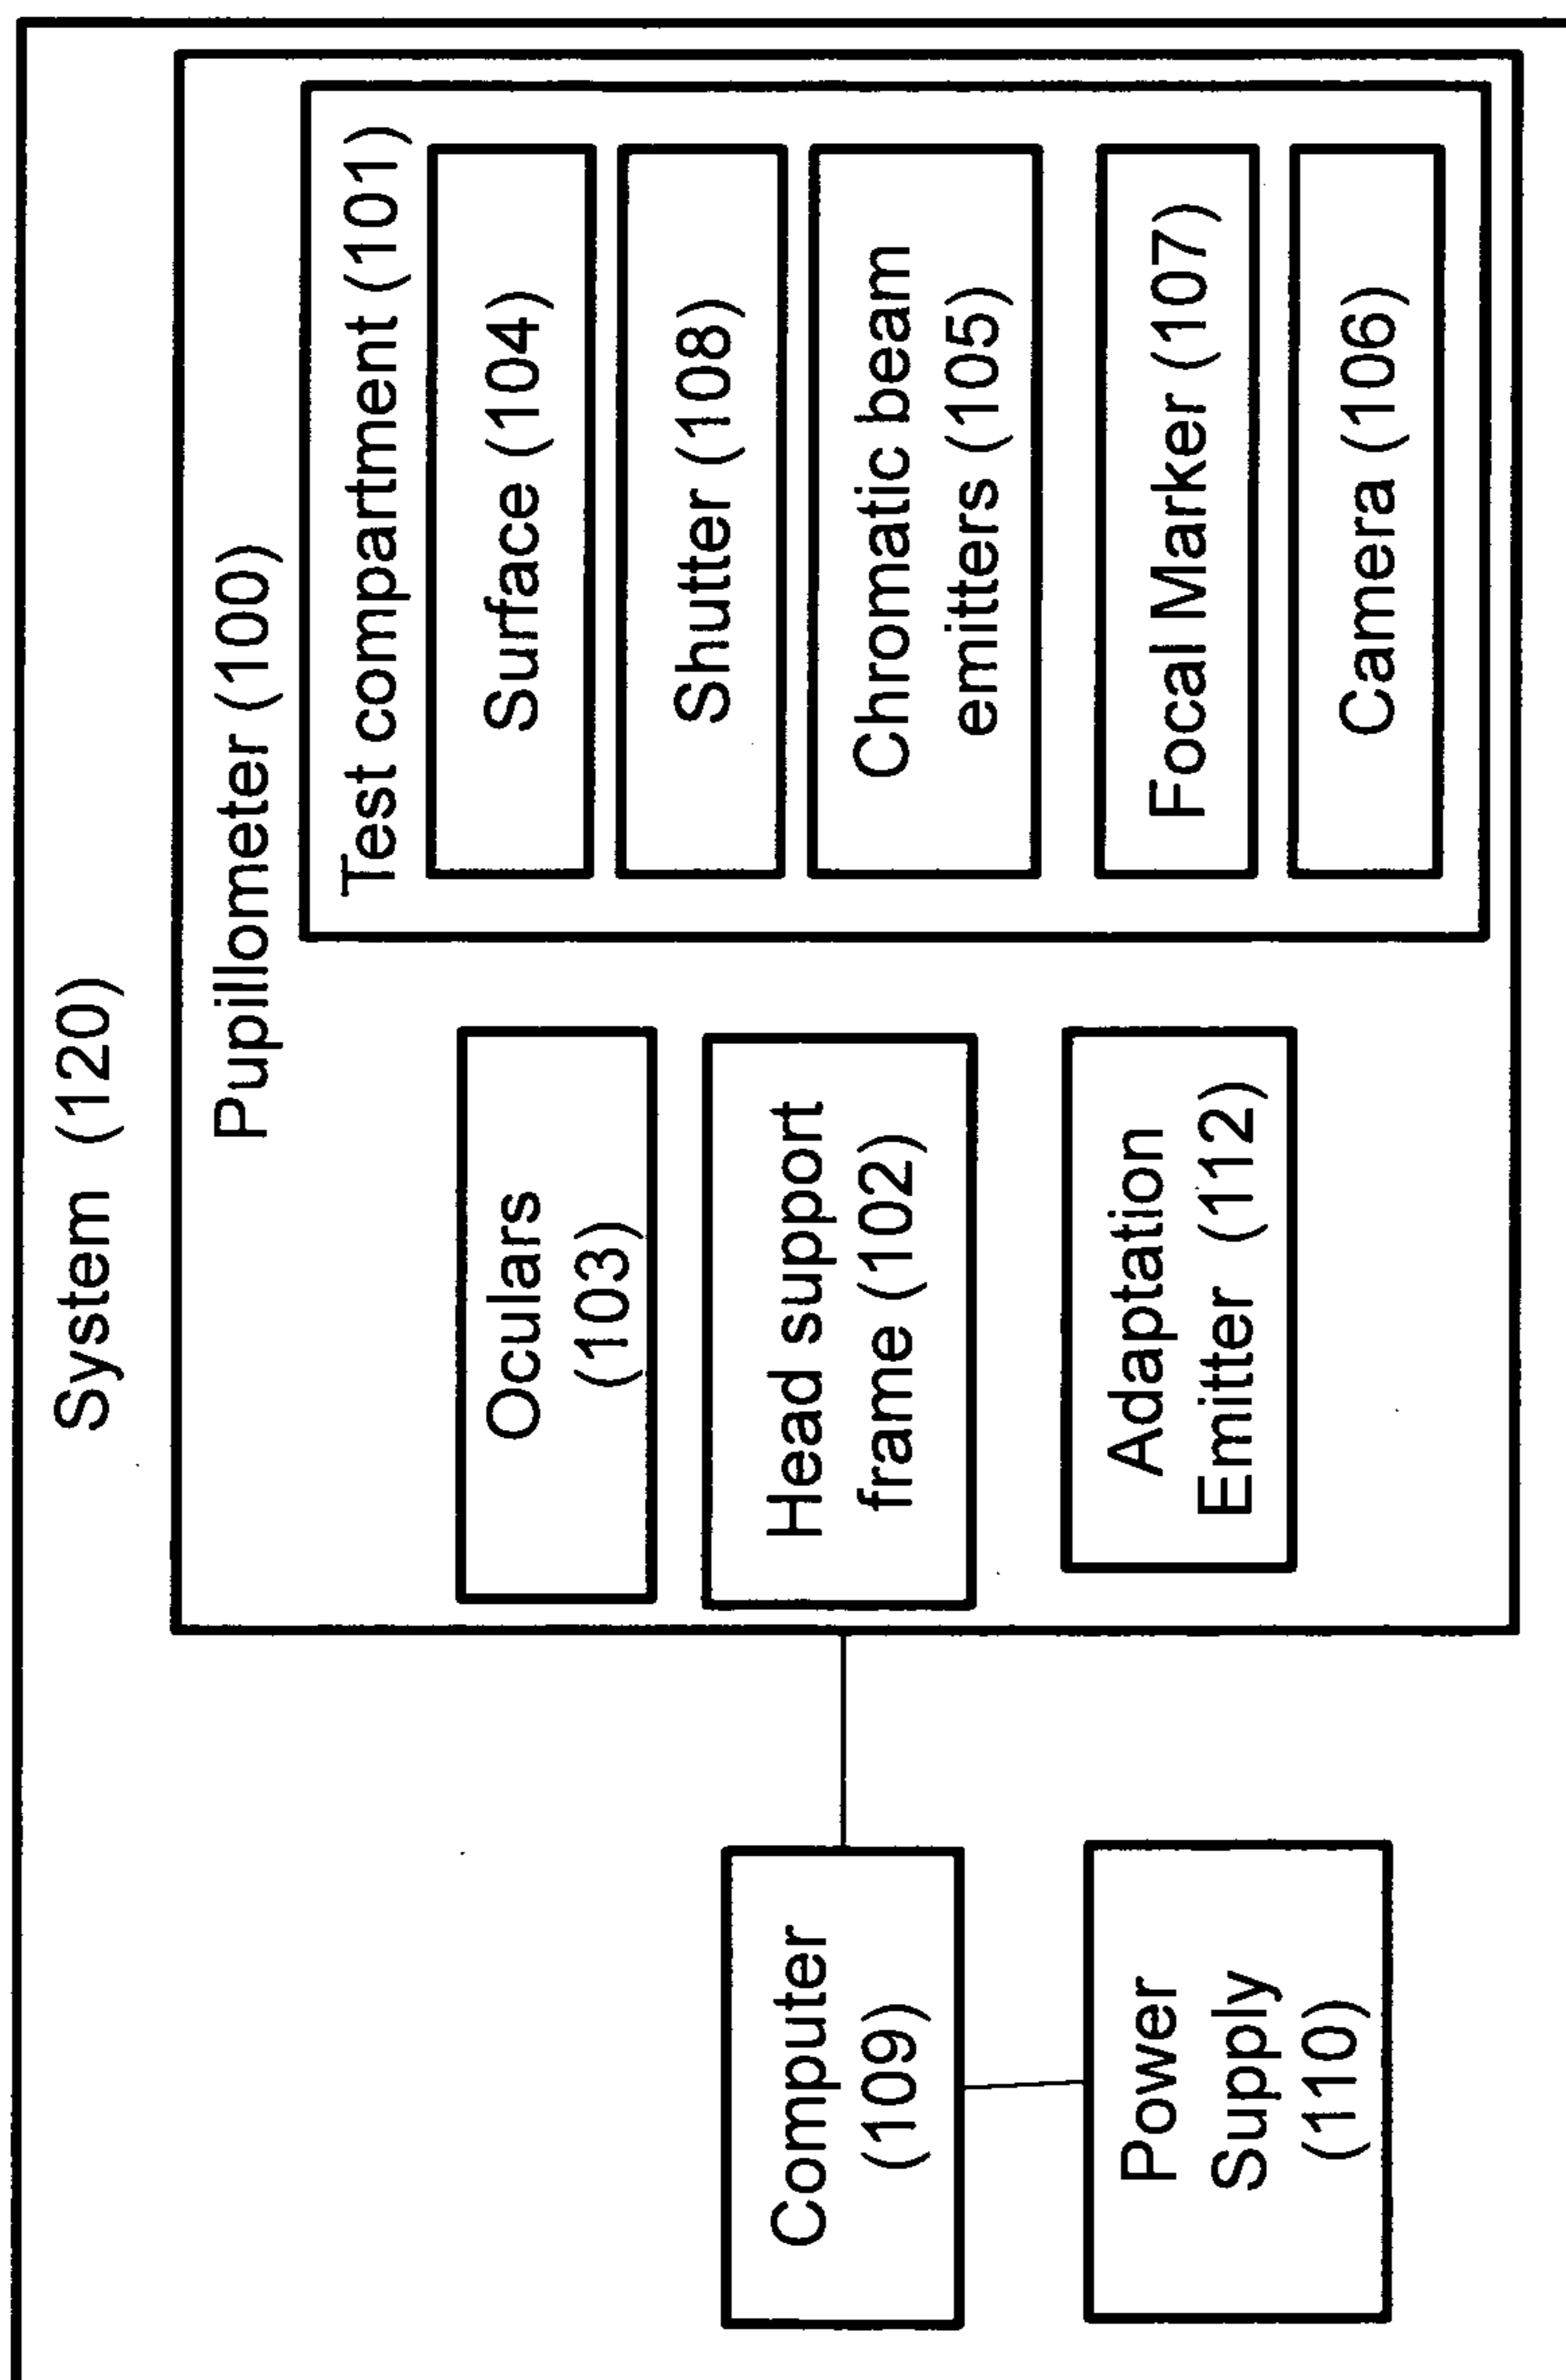 System (120)
Pupillometer (100)
Test compartment (101)
Surface (104)
Shutter (108)
Chromatic beam
emitters (105)
Focal Marker (107)
Camera (106)
Oculars
(103)
Head support
frame (102)
Adaptation
Emitter (112)
Computer
(109)
Power
Supply
(110)